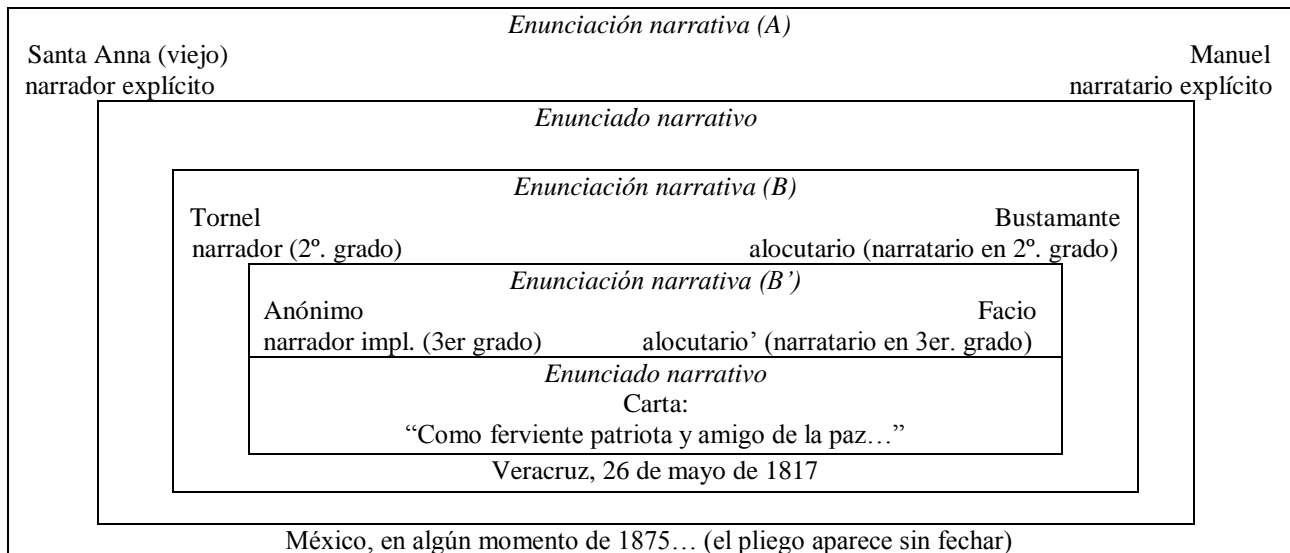 Enunciación narrativa (A)
Santa Anna (viejo) Manuel
narrador explícito narratario explícito
Enunciado narrativo
Enunciación narrativa (B)
Tornel Bustamante
narrador (2º. grado) alocutario (narratario en 2º. grado)
Enunciación narrativa (B’)
Anónimo Facio
narrador impl. (3er grado) alocutario’ (narratario en 3er. grado)
Enunciado narrativo
Carta:
“Como ferviente patriota y amigo de la paz…”
Veracruz, 26 de mayo de 1817
México, en algún momento de 1875… (el pliego aparece sin fechar)